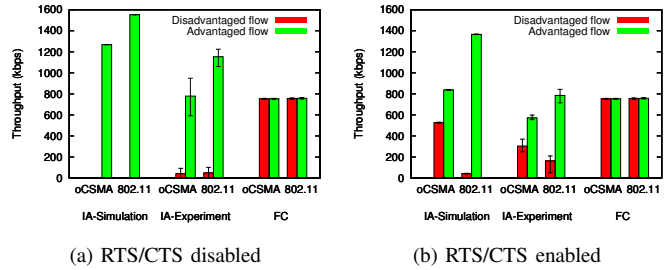 1600
1400
1200
1000
800
600
400
200
0
Throughput (kbps)
Disadvantaged flow
Advantaged flow
oCSMA 802.11 oCSMA 802.11 oCSMA 802.11
IA-Simulation IA-Experiment FC
(a) RTS/CTS disabled
1600
1400
1200
1000
800
600
400
200
0
Throughput (kbps)
Disadvantaged flow
Advantaged flow
oCSMA 802.11 oCSMA 802.11 oCSMA 802.11
IA-Simulation IA-Experiment FC
(b) RTS/CTS enabled